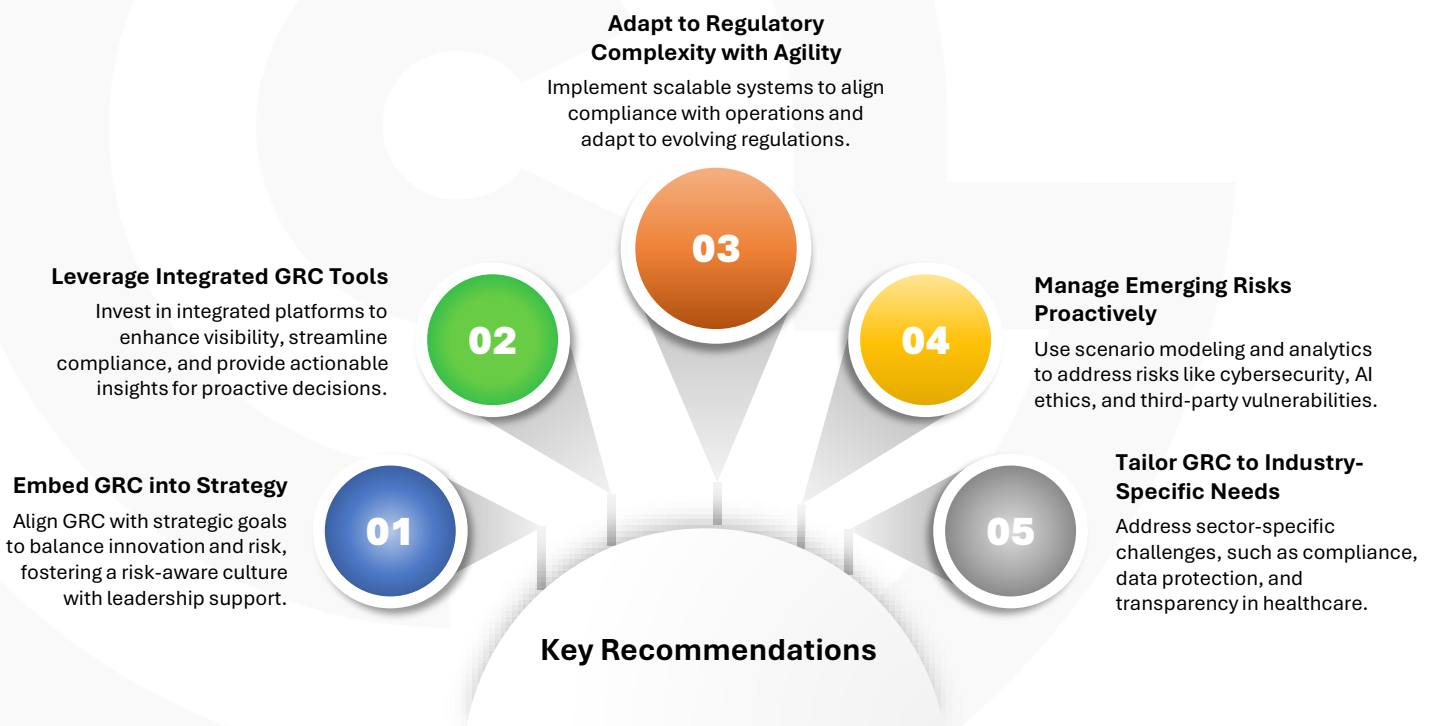 Adapt to Regulatory
Complexity with Agility
Implement scalable systems to align
compliance with operations and
adapt to evolving regulations.
03
Leverage Integrated GRC Tools
Invest in integrated platforms to
enhance visibility, streamline
compliance, and provide actionable
insights for proactive decisions.
02
04
Manage Emerging Risks
Proactively
Use scenario modeling and analytics
to address risks like cybersecurity, AI
ethics, and third-party vulnerabilities.
Embed GRC into Strategy
Align GRC with strategic goals
to balance innovation and risk,
fostering a risk-aware culture
with leadership support.
01
05
Tailor GRC to Industry-
Specific Needs
Address sector-specific
challenges, such as compliance,
data protection, and
transparency in healthcare.
Key Recommendations